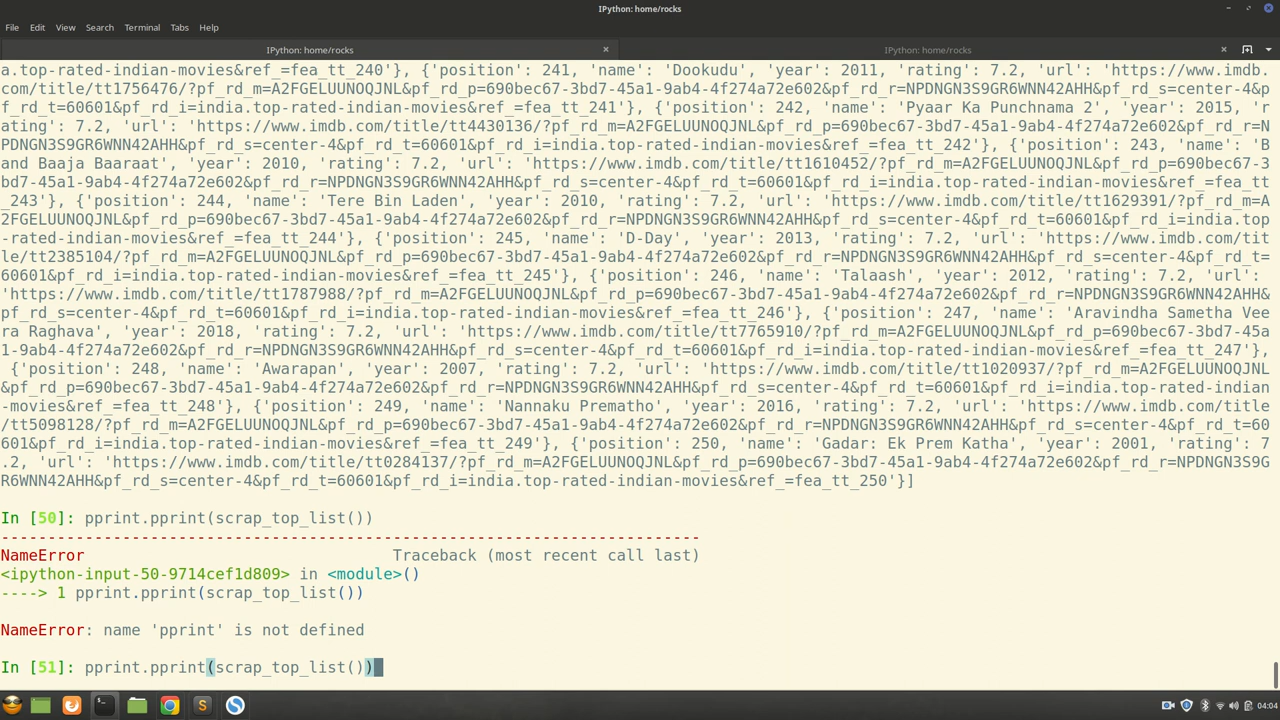 IPython: home/rocks
File Edit View Search Terminal Tabs Help
IPython: home/rocks
IPython: home/rocks
a.top-rated-indian-movies&ref_=fea_tt_240'}, {'position': 241, 'name': 'Dookudu', 'year': 2011, 'rating': 7.2, 'url': 'https://www.imdb.
com/title/tt1756476/?pf_rd_m=A2FGELUUNOQJNL&pf_rd_p=690bec67-3bd7-45a1-9ab4-4f274a72e602&pf_rd_r=NPDNGN3S9GR6WNN42AHH&pf_rd_s=center-4&p
f_rd_t=60601&pf_rd_i=india.top-rated-indian-movies&ref_=fea_tt_241'}, {'position': 242, 'name': 'Pyaar Ka Punchnama 2', 'year': 2015, 'r
ating': 7.2, 'url': 'https://www.imdb.com/title/tt4430136/?pf_rd_m=A2FGELUUNOQJNL&pf_rd_p=690bec67-3bd7-45a1-9ab4-4f274a72e602&pf_rd_r=N
PDNGN3S9GR6WNN42AHH&pf_rd_s=center-4&pf_rd_t=60601&pf_rd_i=india.top-rated-indian-movies&ref_=fea_tt_242'}, {'position': 243, 'name': 'B
and Baaja Baaraat', 'year': 2010, 'rating': 7.2, 'url': 'https://www.imdb.com/title/tt1610452/?pf_rd_m=A2FGELUUNOQJNL&pf_rd_p=690bec67-3
bd7-45a1-9ab4-4f274a72e602&pf_rd_r=NPDNGN3S9GR6WNN42AHH&pf_rd_s=center-4&pf_rd_t=60601&pf_rd_i=india.top-rated-indian-movies&ref_=fea_tt
_243'}, {'position': 244, 'name': 'Tere Bin Laden', 'year': 2010, 'rating': 7.2, 'url': 'https://www.imdb.com/title/tt1629391/?pf_rd_m=A
2FGELUUNOQJNL&pf_rd_p=690bec67-3bd7-45a1-9ab4-4f274a72e602&pf_rd_r=NPDNGN3S9GR6WNN42AHH&pf_rd_s=center-4&pf_rd_t=60601&pf_rd_i=india.top
-rated-indian-movies&ref_=fea_tt_244'}, {'position': 245, 'name': 'D-Day', 'year': 2013, 'rating': 7.2, 'url': 'https://www.imdb.com/tit
le/tt2385104/?pf_rd_m=A2FGELUUNOQJNL&pf_rd_p=690bec67-3bd7-45a1-9ab4-4f274a72e602&pf_rd_r=NPDNGN3S9GR6WNN42AHH&pf_rd_s=center-4&pf_rd_t=
60601&pf_rd_i=india.top-rated-indian-movies&ref_=fea_tt_245'}, {'position': 246, 'name': 'Talaash', 'year': 2012, 'rating': 7.2, 'url':
'https://www.imdb.com/title/tt1787988/?pf_rd_m=A2FGELUUNOQJNL&pf_rd_p=690bec67-3bd7-45a1-9ab4-4f274a72e602&pf_rd_r=NPDNGN3S9GR6WNN42AHH&
pf_rd_s=center-4&pf_rd_t=60601&pf_rd_i=india.top-rated-indian-movies&ref_=fea_tt_246'}, {'position': 247, 'name': 'Aravindha Sametha Vee
ra Raghava', 'year': 2018, 'rating': 7.2, 'url': 'https://www.imdb.com/title/tt7765910/?pf_rd_m=A2FGELUUNOQJNL&pf_rd_p=690bec67-3bd7-45a
1-9ab4-4f274a72e602&pf_rd_r=NPDNGN3S9GR6WNN42AHH&pf_rd_s=center-4&pf_rd_t=60601&pf_rd_i=india.top-rated-indian-movies&ref_=fea_tt_247'},
 {'position': 248, 'name': 'Awarapan', 'year': 2007, 'rating': 7.2, 'url': 'https://www.imdb.com/title/tt1020937/?pf_rd_m=A2FGELUUNOQJNL
&pf_rd_p=690bec67-3bd7-45a1-9ab4-4f274a72e602&pf_rd_r=NPDNGN3S9GR6WNN42AHH&pf_rd_s=center-4&pf_rd_t=60601&pf_rd_i=india.top-rated-indian
-movies&ref_=fea_tt_248'}, {'position': 249, 'name': 'Nannaku Prematho', 'year': 2016, 'rating': 7.2, 'url': 'https://www.imdb.com/title
/tt5098128/?pf_rd_m=A2FGELUUNOQJNL&pf_rd_p=690bec67-3bd7-45a1-9ab4-4f274a72e602&pf_rd_r=NPDNGN3S9GR6WNN42AHH&pf_rd_s=center-4&pf_rd_t=60
601&pf_rd_i=india.top-rated-indian-movies&ref_=fea_tt_249'}, {'position': 250, 'name': 'Gadar: Ek Prem Katha', 'year': 2001, 'rating': 7
.2, 'url': 'https://www.imdb.com/title/tt0284137/?pf_rd_m=A2FGELUUNOQJNL&pf_rd_p=690bec67-3bd7-45a1-9ab4-4f274a72e602&pf_rd_r=NPDNGN3S9G
R6WNN42AHH&pf_rd_s=center-4&pf_rd_t=60601&pf_rd_i=india.top-rated-indian-movies&ref_=fea_tt_250'}]
In [50]: pprint.pprint(scrap_top_list())
---------------------------------------------------------------------------
NameError                                 Traceback (most recent call last)
<ipython-input-50-9714cef1d809> in <module>()
----> 1 pprint.pprint(scrap_top_list())
NameError: name 'pprint' is not defined
In [51]: pprint.pprint(scrap_top_list())
04:04